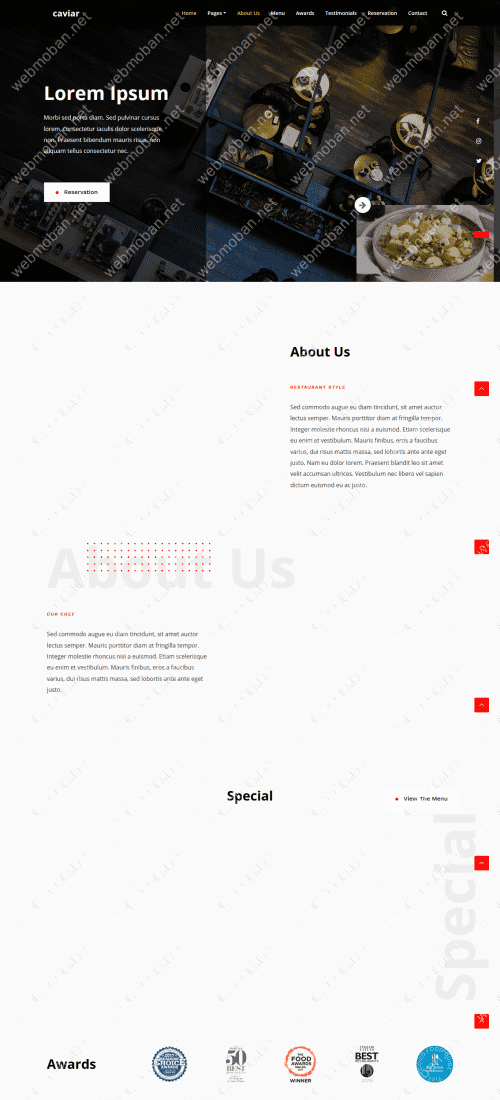 caviar
Home Pages About Us Menu Awards Testimonials Reservation Contact
Lorem Ipsum
Morbi sed porta diam. Sed pulvinar cursus
lorem, consectetur iaculis dolor scelerisque
non. Praesent bibendum mauris risus, non
aliquam tellus consectetur nec.
Reservation
webmoban.net
About Us
RESTAURANT STYLE
Sed commodo augue eu diam tincidunt, sit amet auctor
lectus semper. Mauris porttitor diam at fringilla tempor.
Integer molestie rhoncus nisi a euismod. Etiam scelerisque
eu enim et vestibulum. Mauris finibus, eros a faucibus
varius, dui risus mattis massa, sed lobortis ante ante eget
justo. Nam eu dolor lorem. Praesent blandit leo sit amet
velit accumsan ultrices. Vestibulum nec libero vel sapien
dictum euismod eu ac justo.
About Us
OUR CHEF
Sed commodo augue eu diam tincidunt, sit amet auctor
lectus semper. Mauris porttitor diam at fringilla tempor.
Integer molestie rhoncus nisi a euismod. Etiam scelerisque
eu enim et vestibulum. Mauris finibus, eros a faucibus
varius, dui risus mattis massa, sed lobortis ante eget
justo.
Special
View The Menu
Special
Awards
CHOICE
50
BEST
THE
FOOD
AWARDS
WINNER
BEST